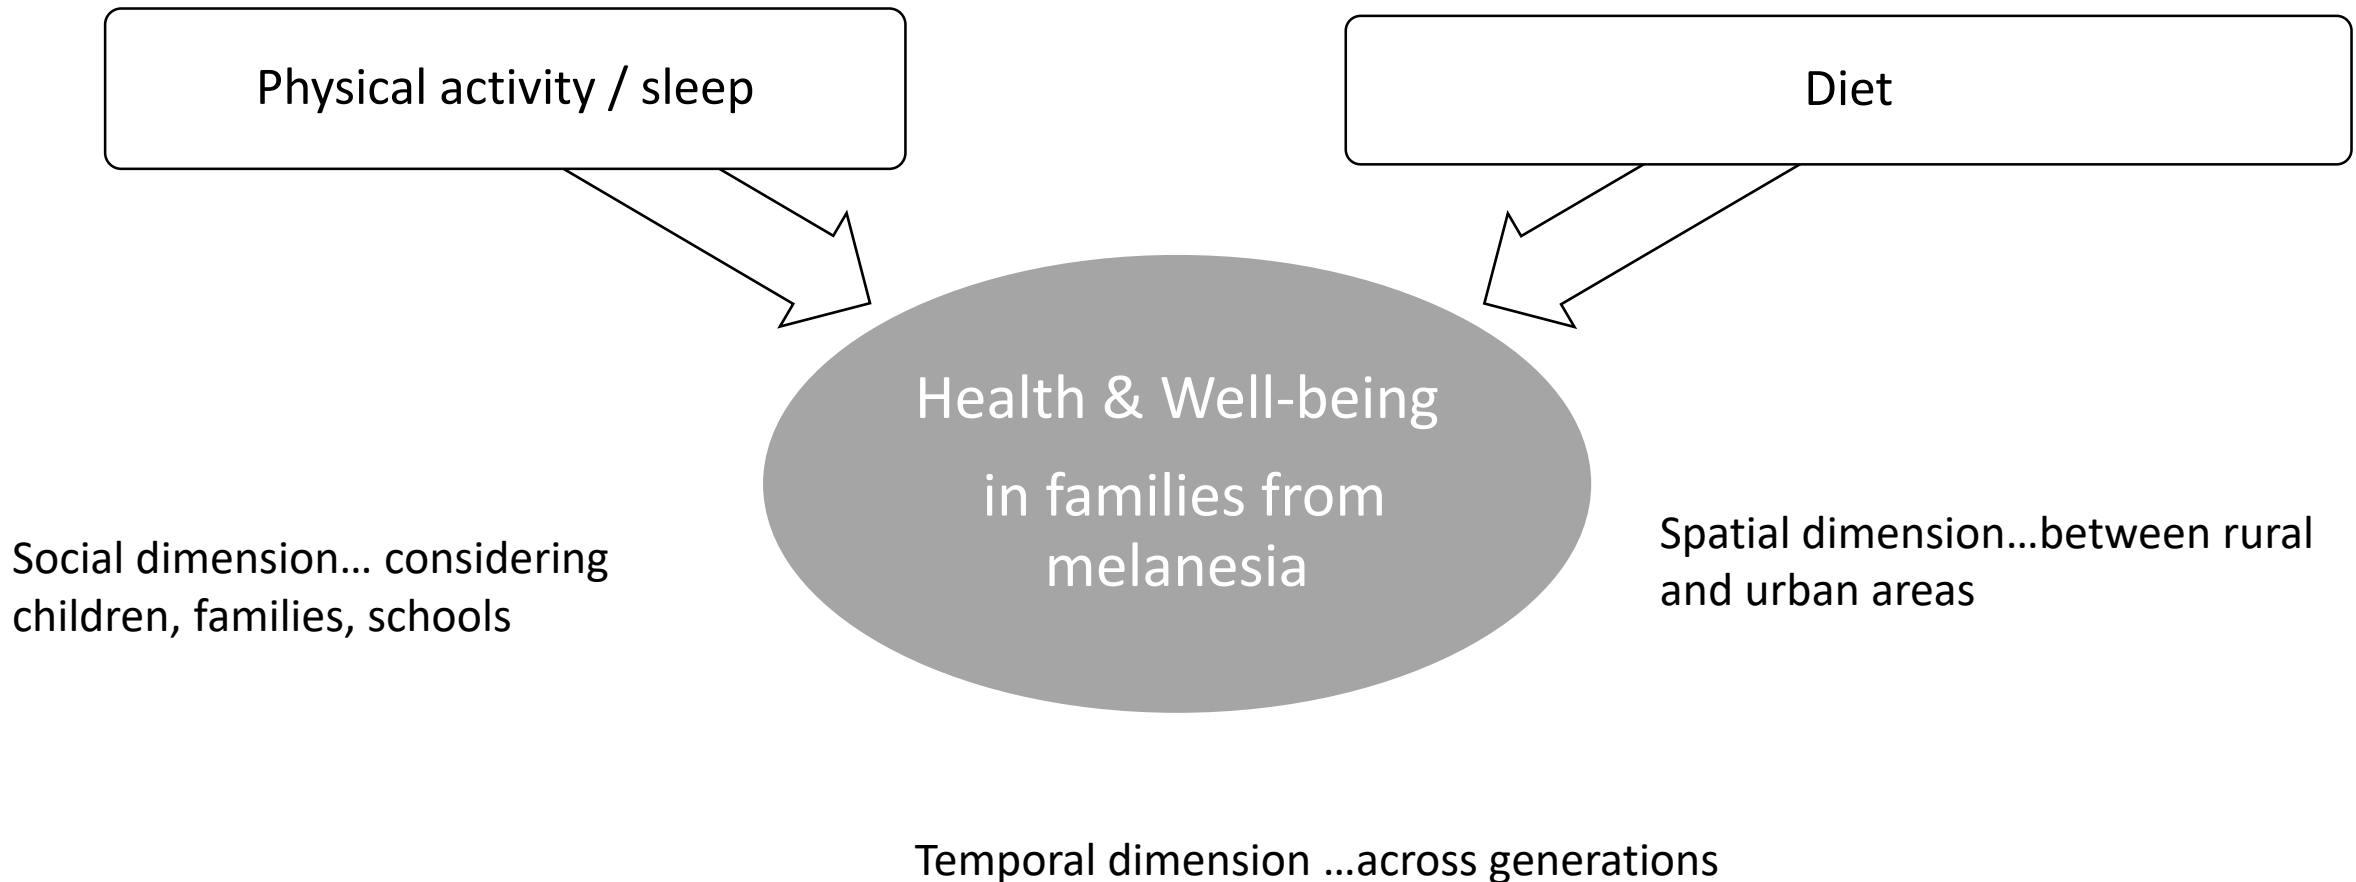 Physical activity / sleep
Diet
Health & Well-being
in families from
melanesia
Social dimension… considering
children, families, schools
Spatial dimension…between rural
and urban areas
Temporal dimension …across generations